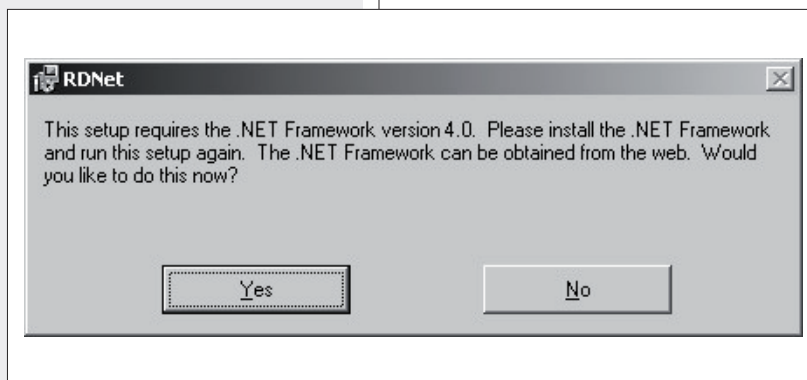 RDNet
This setup requires the .NET Framework version 4.0.  Please install the .NET Framework
and run this setup again.  The .NET Framework can be obtained from the web.  Would
you like to do this now?
Yes
No